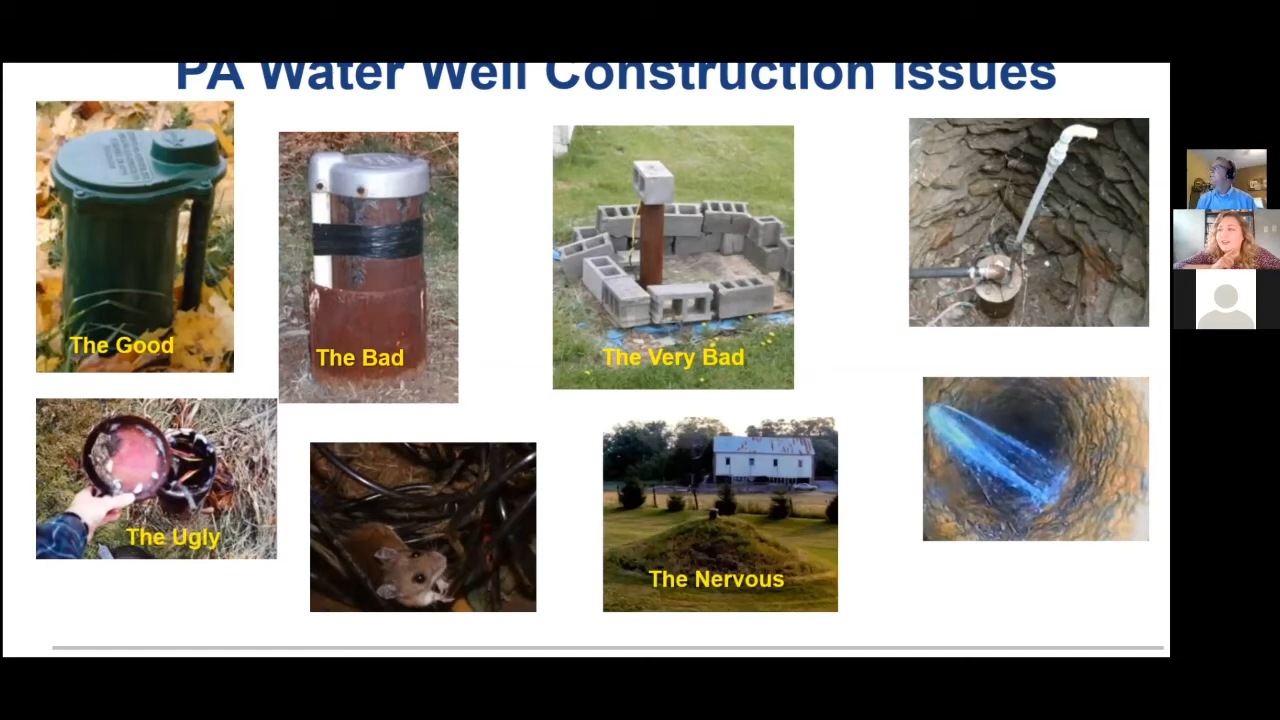 PA Water Well Construction Issues
The Good
The Bad
The Very Bad
The Ugly
The Nervous